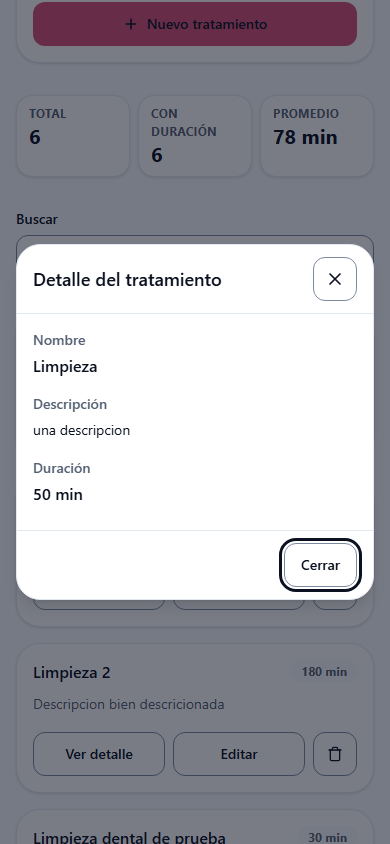 + Nuevo tratamiento
TOTAL
6
CON
DURACIÓN
6
PROMEDIO
78 min
Buscar
Detalle del tratamiento
Nombre
Limpieza
Descripción
una descripcion
Duración
50 min
Cerrar
Limpieza 2
180 min
Descripcion bien descricionada
Ver detalle
Editar
Limpieza dental de prueba
30 min